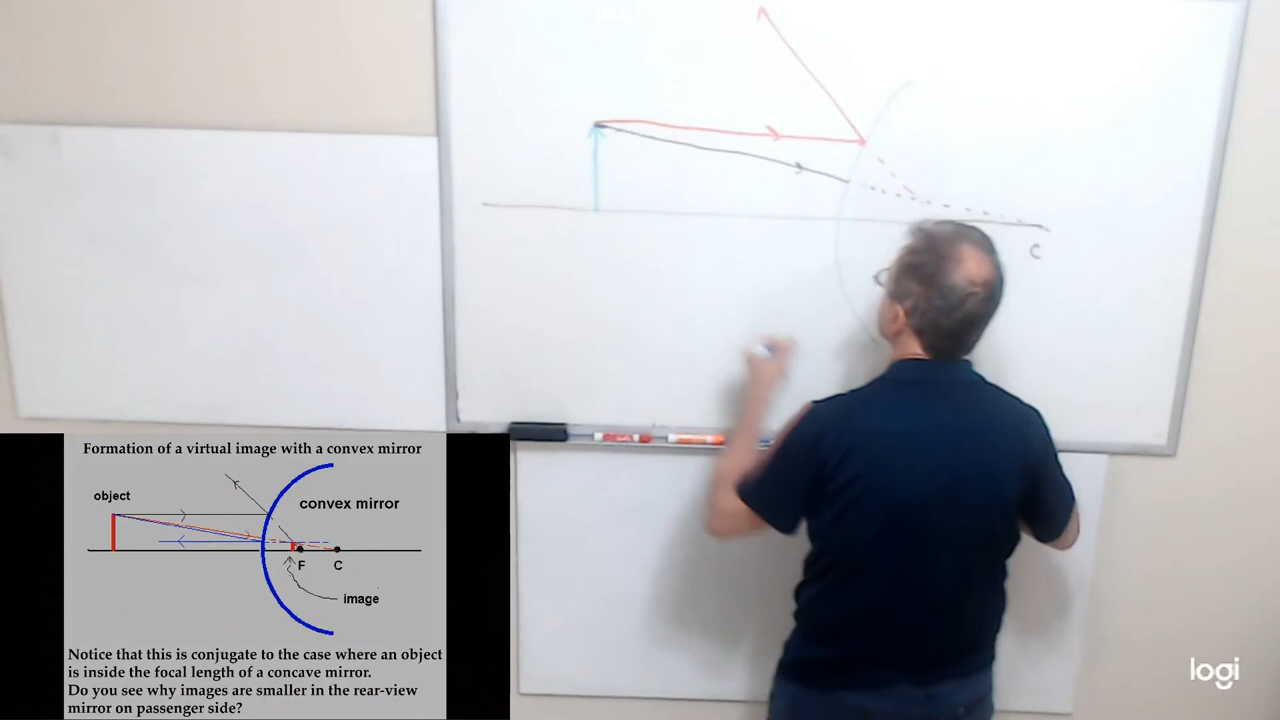 C
Formation of a virtual image with a convex mirror
object
convex mirror
F
C
image
Notice that this is conjugate to the case where an object
is inside the focal length of a concave mirror.
Do you see why images are smaller in the rear-view
mirror on passenger side?
logi